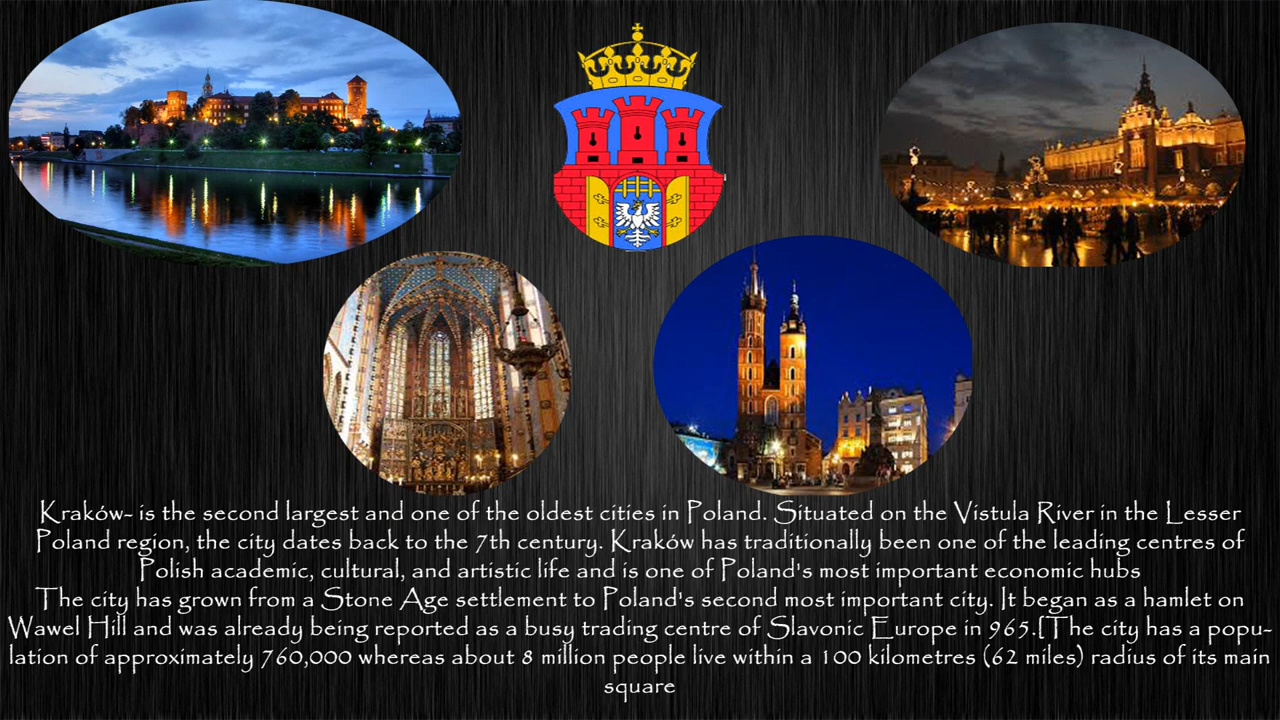 Kraków- is the second largest and one of the oldest cities in Poland. Situated on the Vistula River in the Lesser
Poland region, the city dates back to the 7th century. Kraków has traditionally been one of the leading centres of
Polish academic, cultural, and artistic life and is one of Poland's most important economic hubs
The city has grown from a Stone Age settlement to Poland's second most important city. It began as a hamlet on
Wawel Hill and was already being reported as a busy trading centre of Slavonic Europe in 965.[The city has a popu-
lation of approximately 760,000 whereas about 8 million people live within a 100 kilometres (62 miles) radius of its main
square